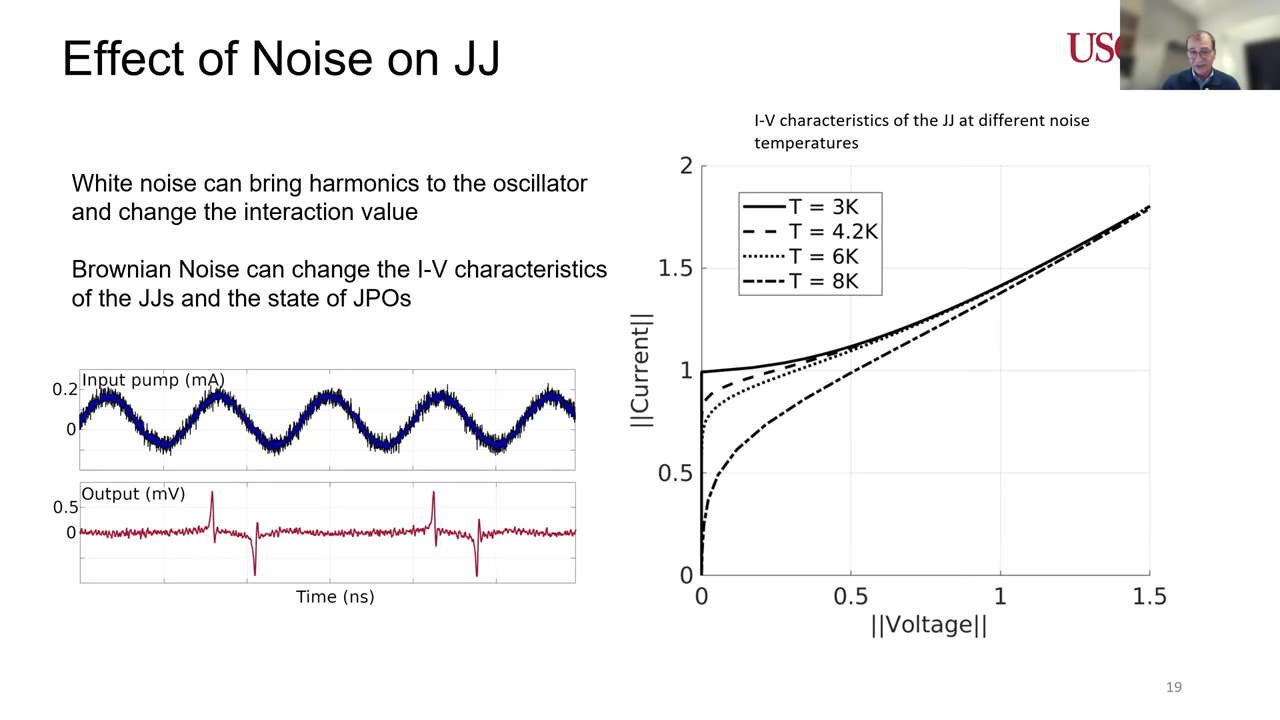 Effect of Noise on JJ
USC
White noise can bring harmonics to the oscillator
and change the interaction value
Brownian Noise can change the I-V characteristics
of the JJs and the state of JPOs
Input pump (mA)
0.2
0
Output (mV)
0.5
0
Time (ns)
I-V characteristics of the JJ at different noise
temperatures
2
1.5
1
0.5
0
||Current||
T = 3K
T = 4.2K
T = 6K
T = 8K
0 0.5 1 1.5
||Voltage||
19